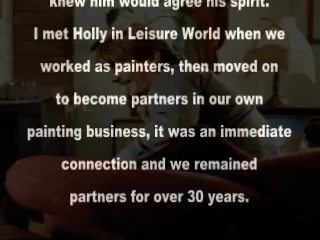 knew him would agree his spirit.
I met Holly in Leisure World when we
worked as painters, then moved on
to become partners in our own
painting business, it was an immediate
connection and we remained
partners for over 30 years.